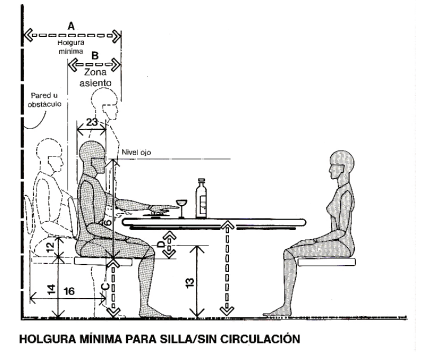 A
Holgura
mínima
B
Zona
asiento
Pared u
obstáculo
23
Nivel ojo
6
12
D
14
16
C
13
HOLGURA MÍNIMA PARA SILLA/SIN CIRCULACIÓN